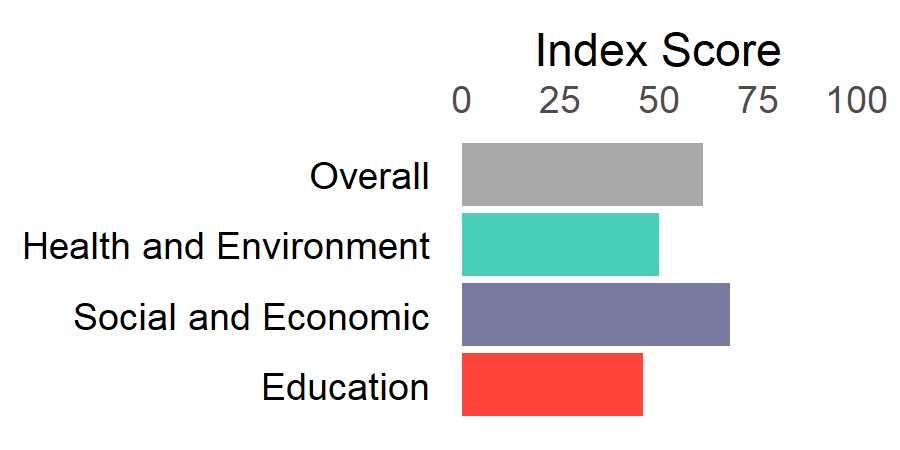 Index Score
0 25 50 75 100
Overall
Health and Environment
Social and Economic
Education